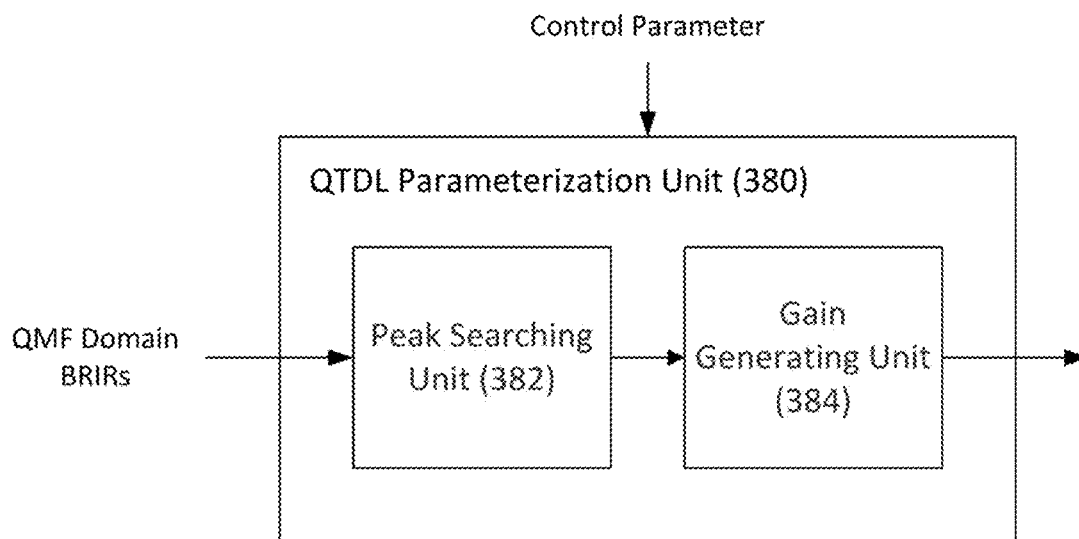 Control Parameter
QTDL Parameterization Unit (380)
QMF Domain
BRIRs
Peak Searching
Unit (382)
Gain
Generating Unit
(384)